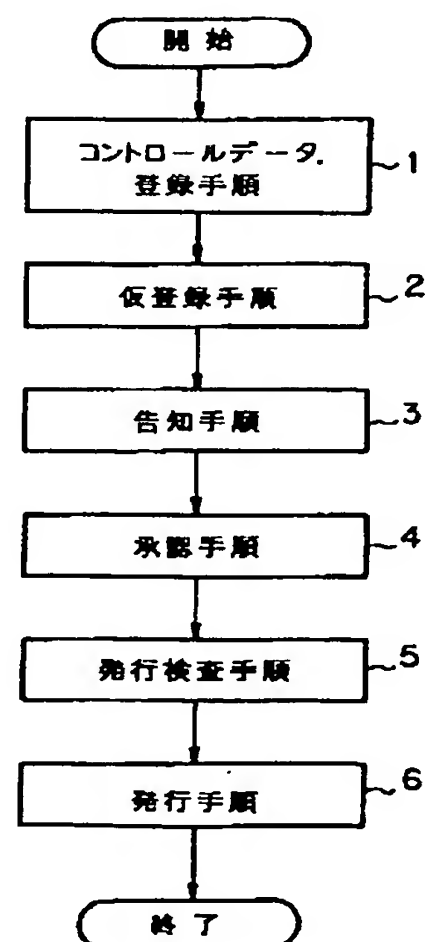 開始
コントロールデータ.
登録手順
1
仮登録手順
2
告知手順
3
承認手順
4
発行検査手順
5
発行手順
6
終了